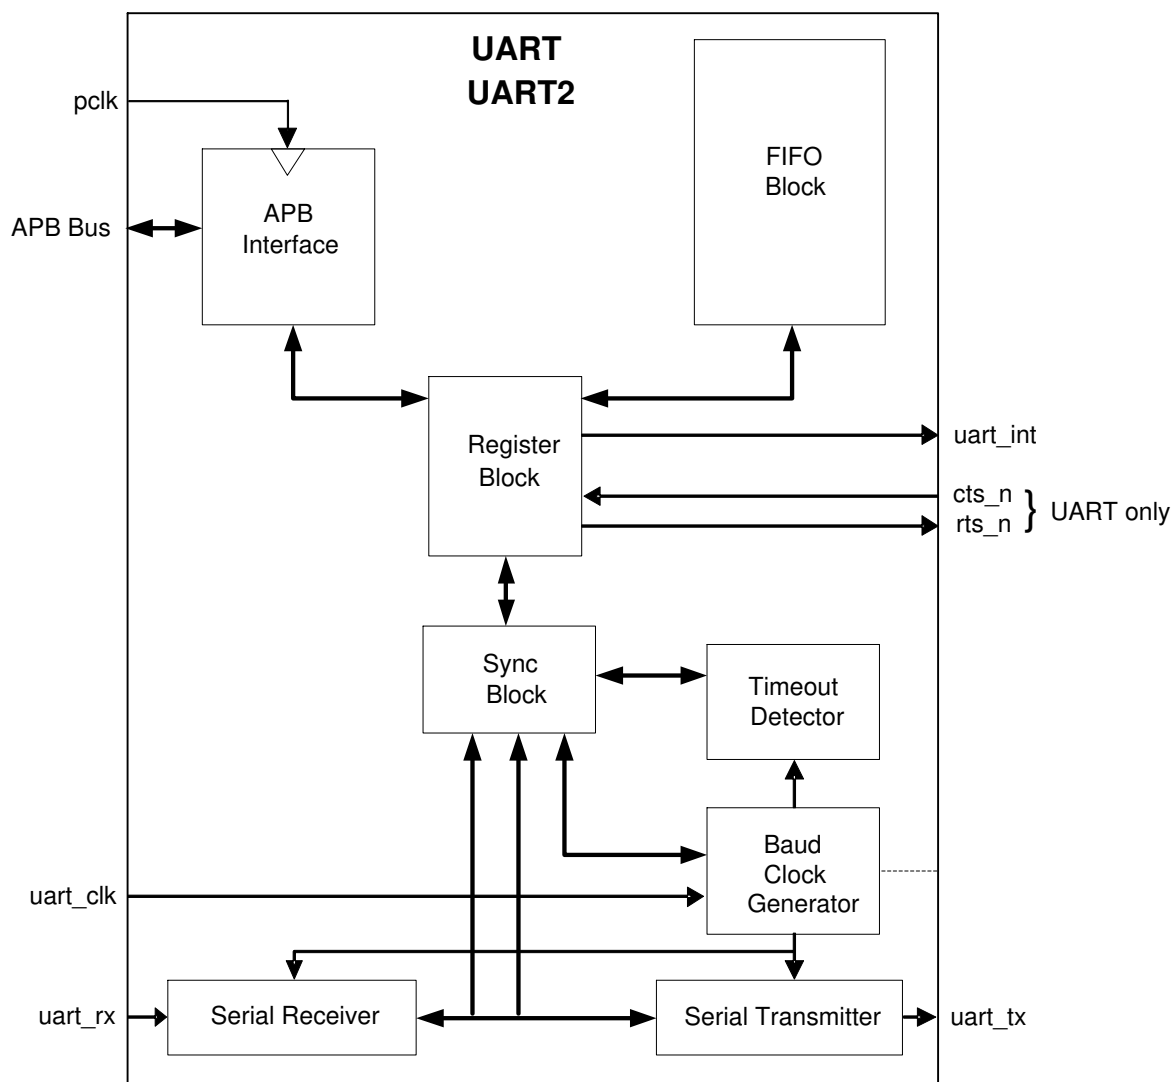 UART
UART2
pclk
FIFO
Block
APB Bus
APB
Interface
Register
Block
uart_int
cts_n
rts_n
} UART only
Sync
Block
Timeout
Detector
Baud
Clock
Generator
uart_clk
uart_rx
Serial Receiver
Serial Transmitter
uart_tx